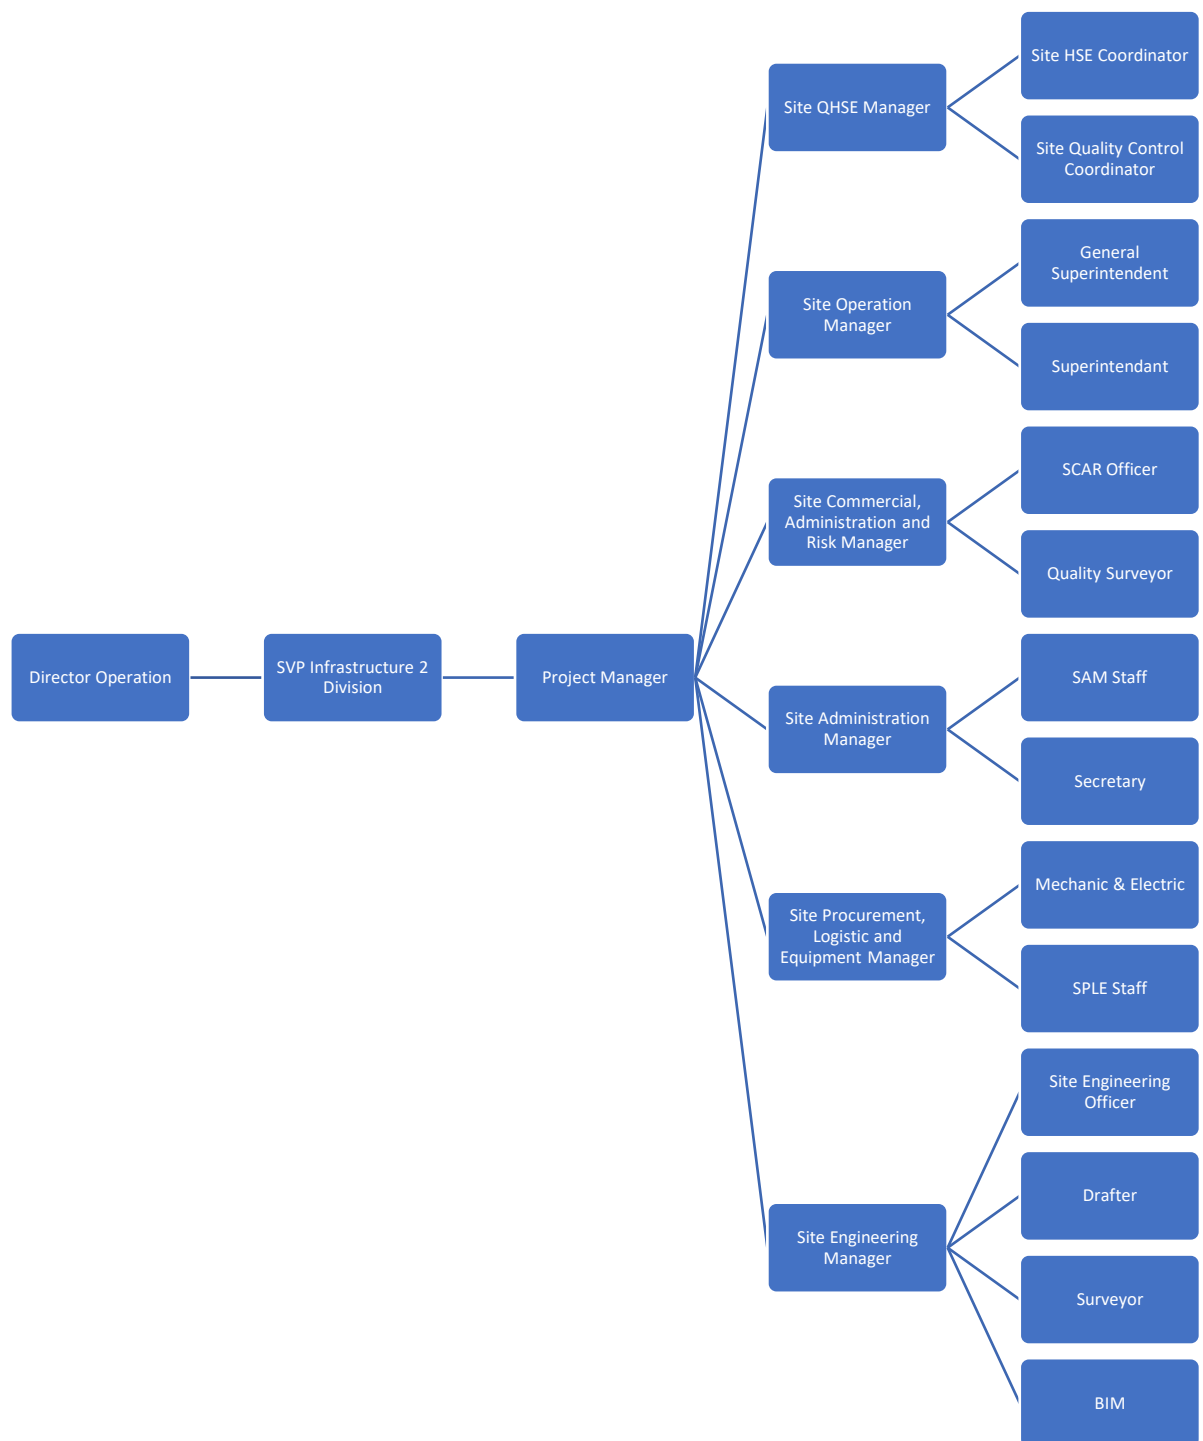 Site HSE Coordinator
Site QHSE Manager
Site Quality Control
Coordinator
General
Superintendent
Site Operation
Manager
Superintendant
SCAR Officer
Site Commercial,
Administration and
Risk Manager
Quality Surveyor
Director Operation
SVP Infrastructure 2
Division
Project Manager
SAM Staff
Site Administration
Manager
Secretary
Mechanic & Electric
Site Procurement,
Logistic and
Equipment Manager
SPLE Staff
Site Engineering
Officer
Drafter
Site Engineering
Manager
Surveyor
BIM